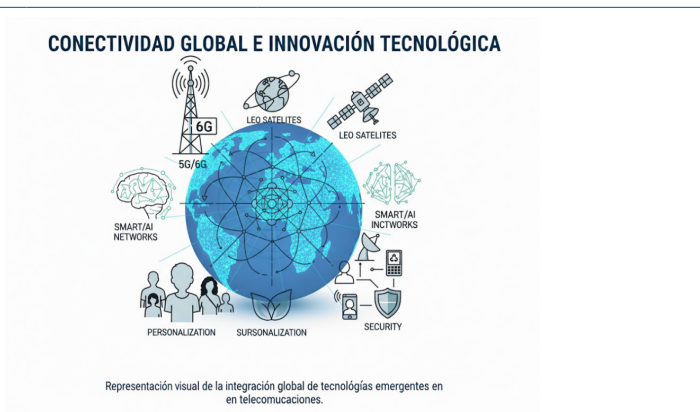 CONECTIVIDAD GLOBAL E INNOVACIÓN TECNOLÓGICA
6G
5G/6G
LEO SATELITES
LEO SATELITES
SMART/AI
NETWORKS
SMART/AI
INCTWORKS
PERSONALIZATION
SURSONALIZATION
SECURITY
Representación visual de la integración global de tecnológías emergentes en
en telecomucaciones.